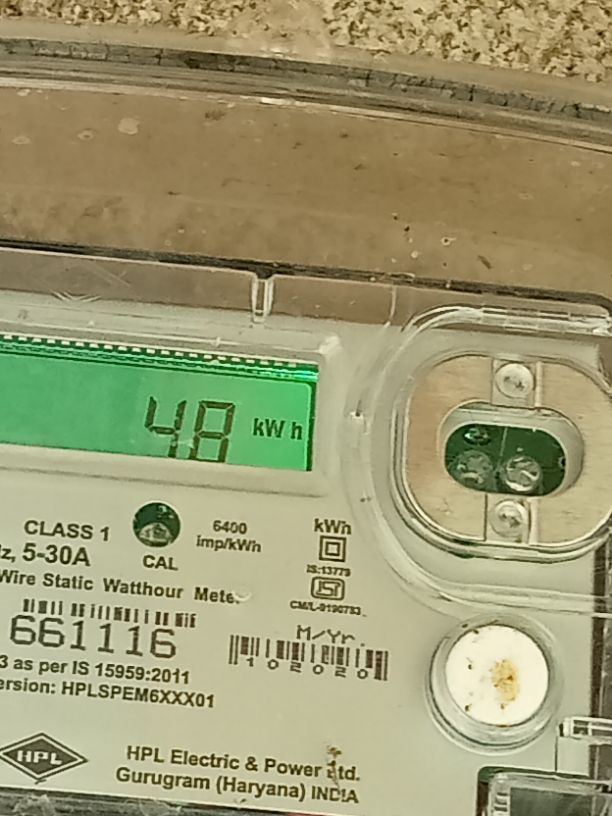 48 kWh
CLASS 1
CAL
6400
imp/kWh
kWh
z, 5-30A
IS:13779
ISI
Wire Static Watthour Mete
661116
M/Yr.
102020
3 as per IS 15959:2011
ersion: HPLSPEM6XXX01
HPL
HPL Electric & Power Ltd.
Gurugram (Haryana) INDIA